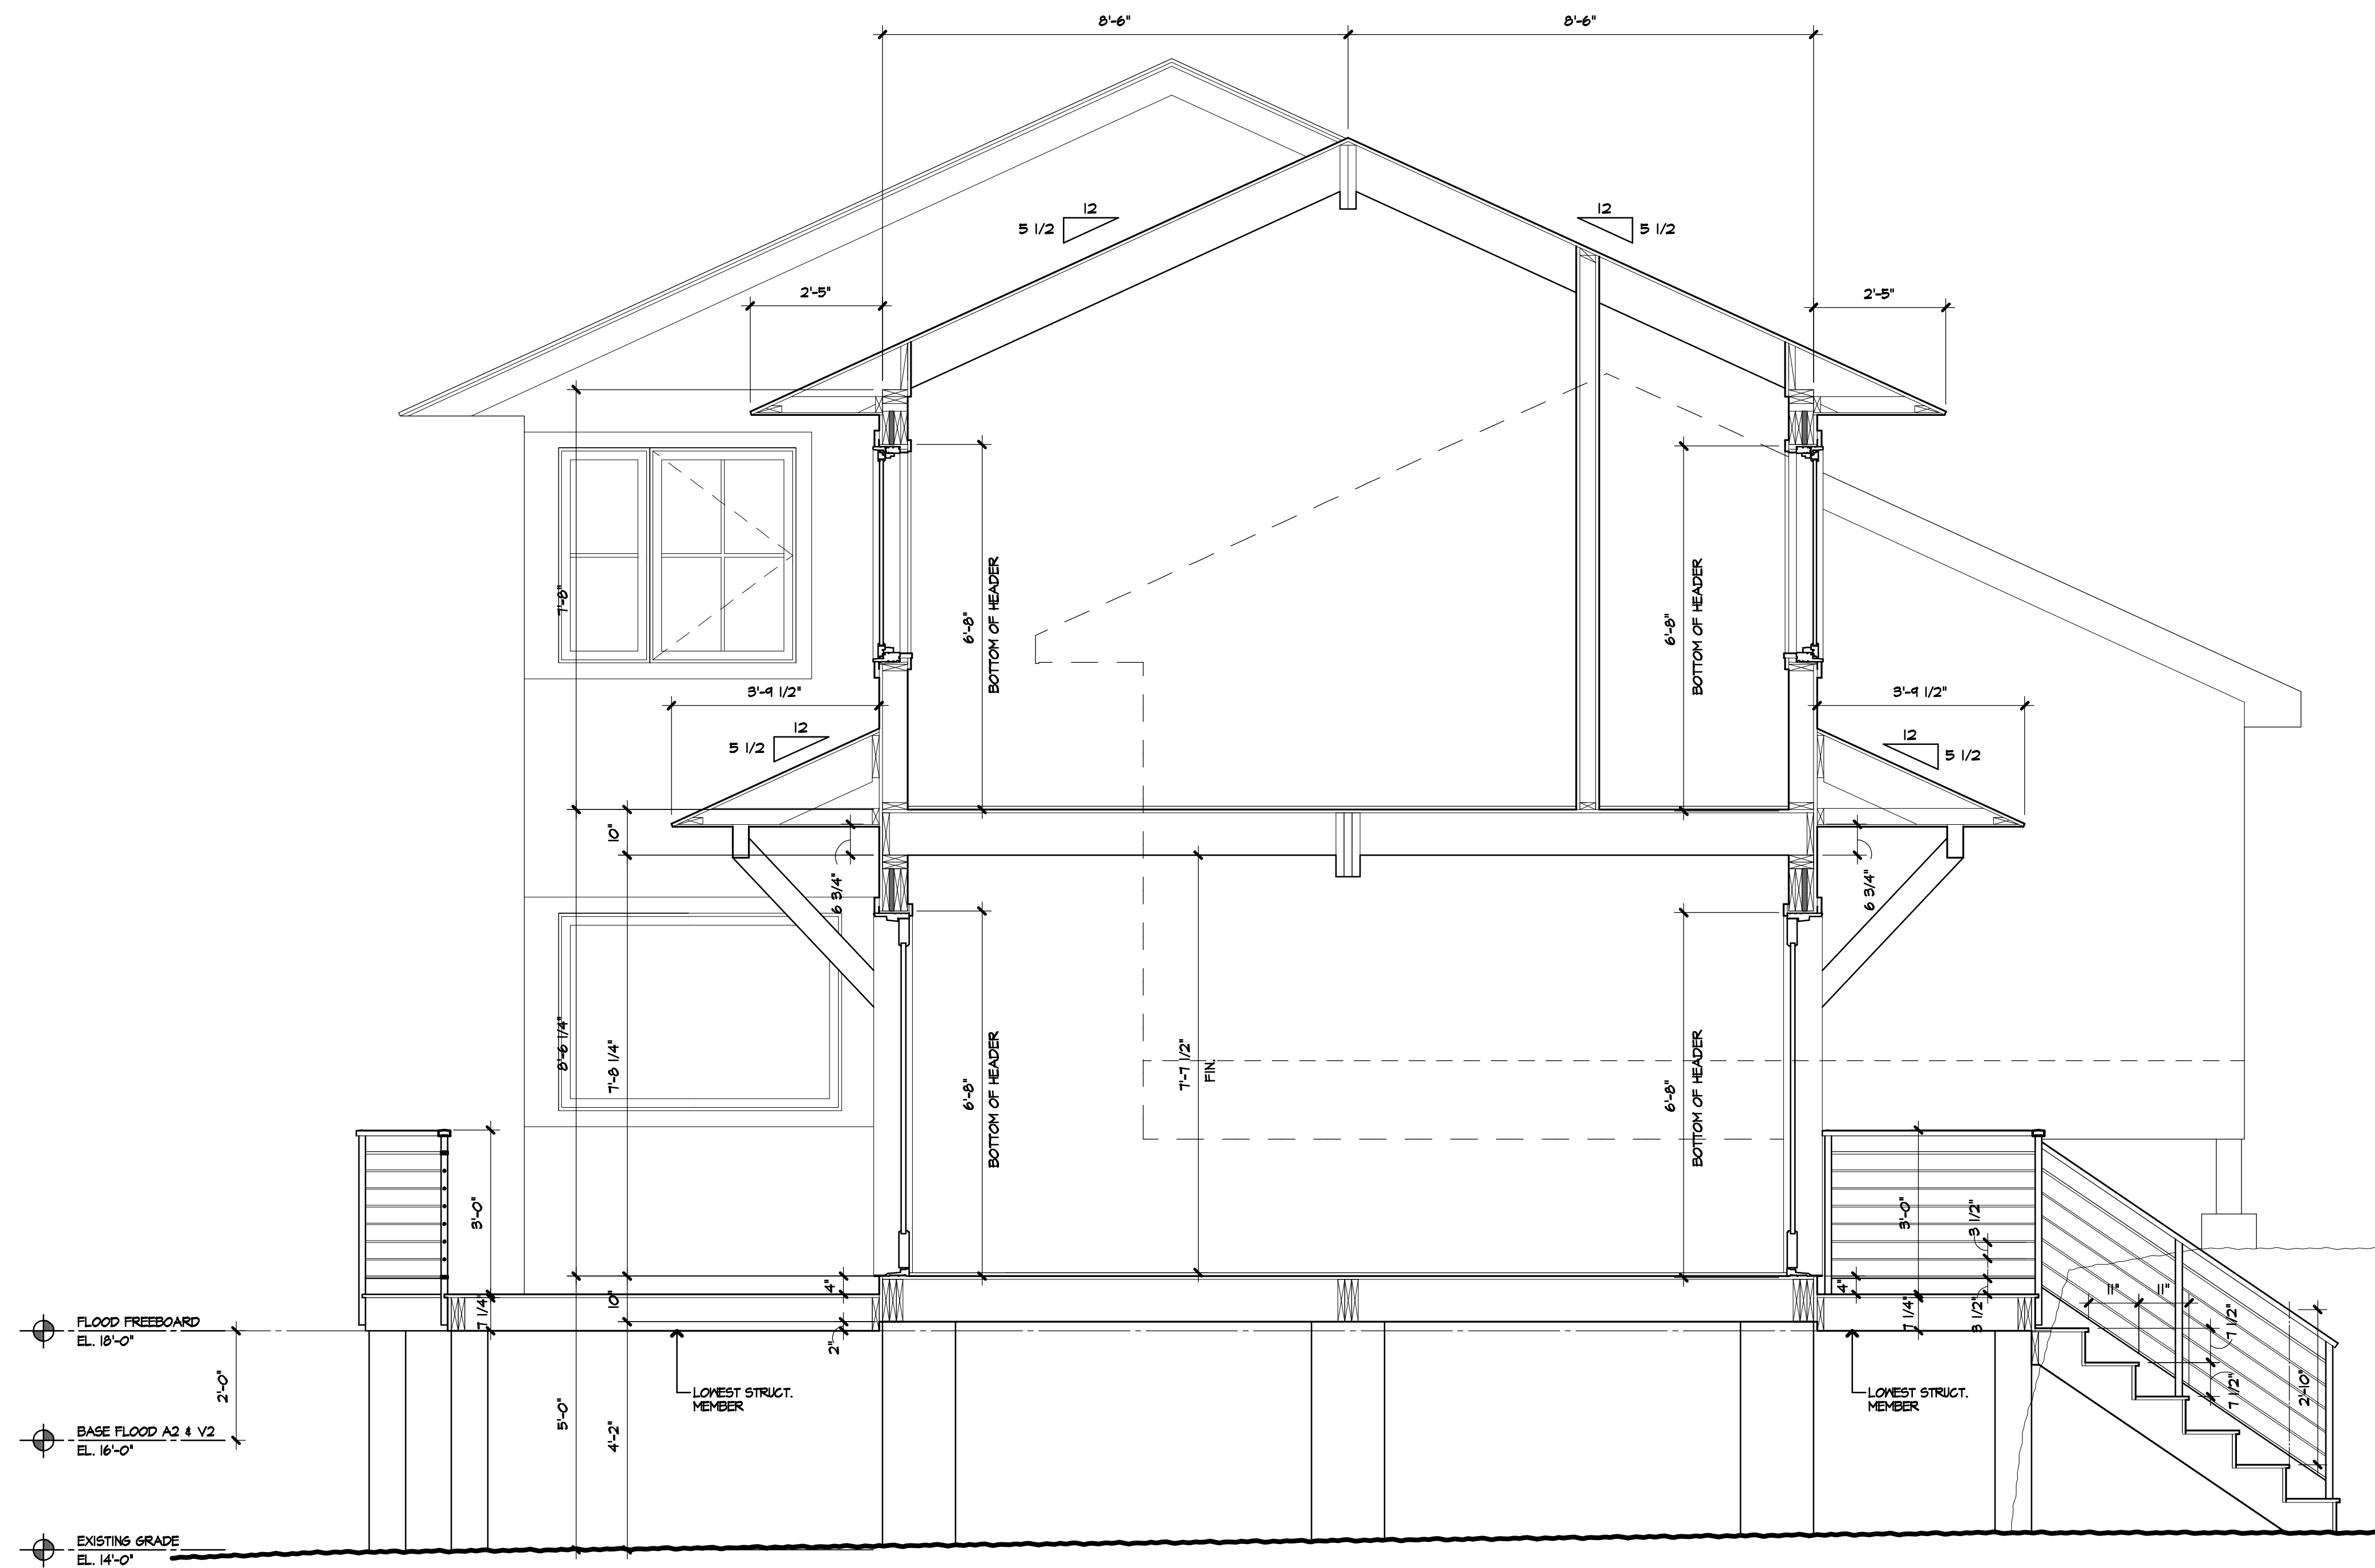 8'-6" 8'-6"
12 12
5 1/2 5 1/2
2'-5" 2'-5"
7'-8"
6'-8"
BOTTOM OF HEADER
6'-8"
BOTTOM OF HEADER
3'-9 1/2" 3'-9 1/2"
12 12
5 1/2 5 1/2
10"
6 3/4" 6 3/4"
8'-6 1/4"
7'-8 1/4"
6'-8"
BOTTOM OF HEADER
7'-7 1/2"
FIN.
6'-8"
BOTTOM OF HEADER
3'-0" 3'-0"
3 1/2"
4" 4"
7 1/4" 10" 7 1/4" 3 1/2"
11" 11"
7 1/2"
2"
FLOOD FREEBOARD
EL. 18'-0"
2'-0"
LOWEST STRUCT.
MEMBER
LOWEST STRUCT.
MEMBER
7 1/2"
2'-10"
5'-0"
4'-2"
BASE FLOOD A2 & V2
EL. 16'-0"
EXISTING GRADE
EL. 14'-0"